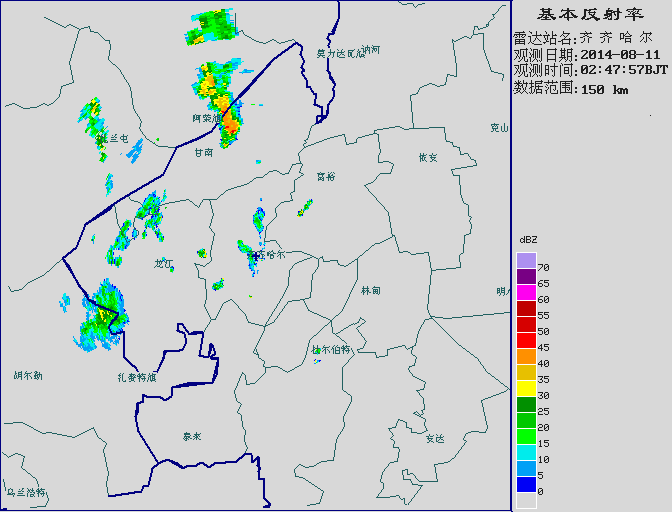 基本反射率
雷达站名:齐 齐 哈 尔
观测日期:2014-08-11
观测时间:02:47:57BJT
数据范围:150 km
莫力达瓦旗
讷河
阿荣旗
克山
扎兰屯
甘南
依安
富裕
哈尔
龙江
林甸
明
杜尔伯特
胡尔勒
扎赉特旗
泰来
安达
乌兰浩特
dBZ
70
65
60
55
50
45
40
35
30
25
20
15
10
5
0